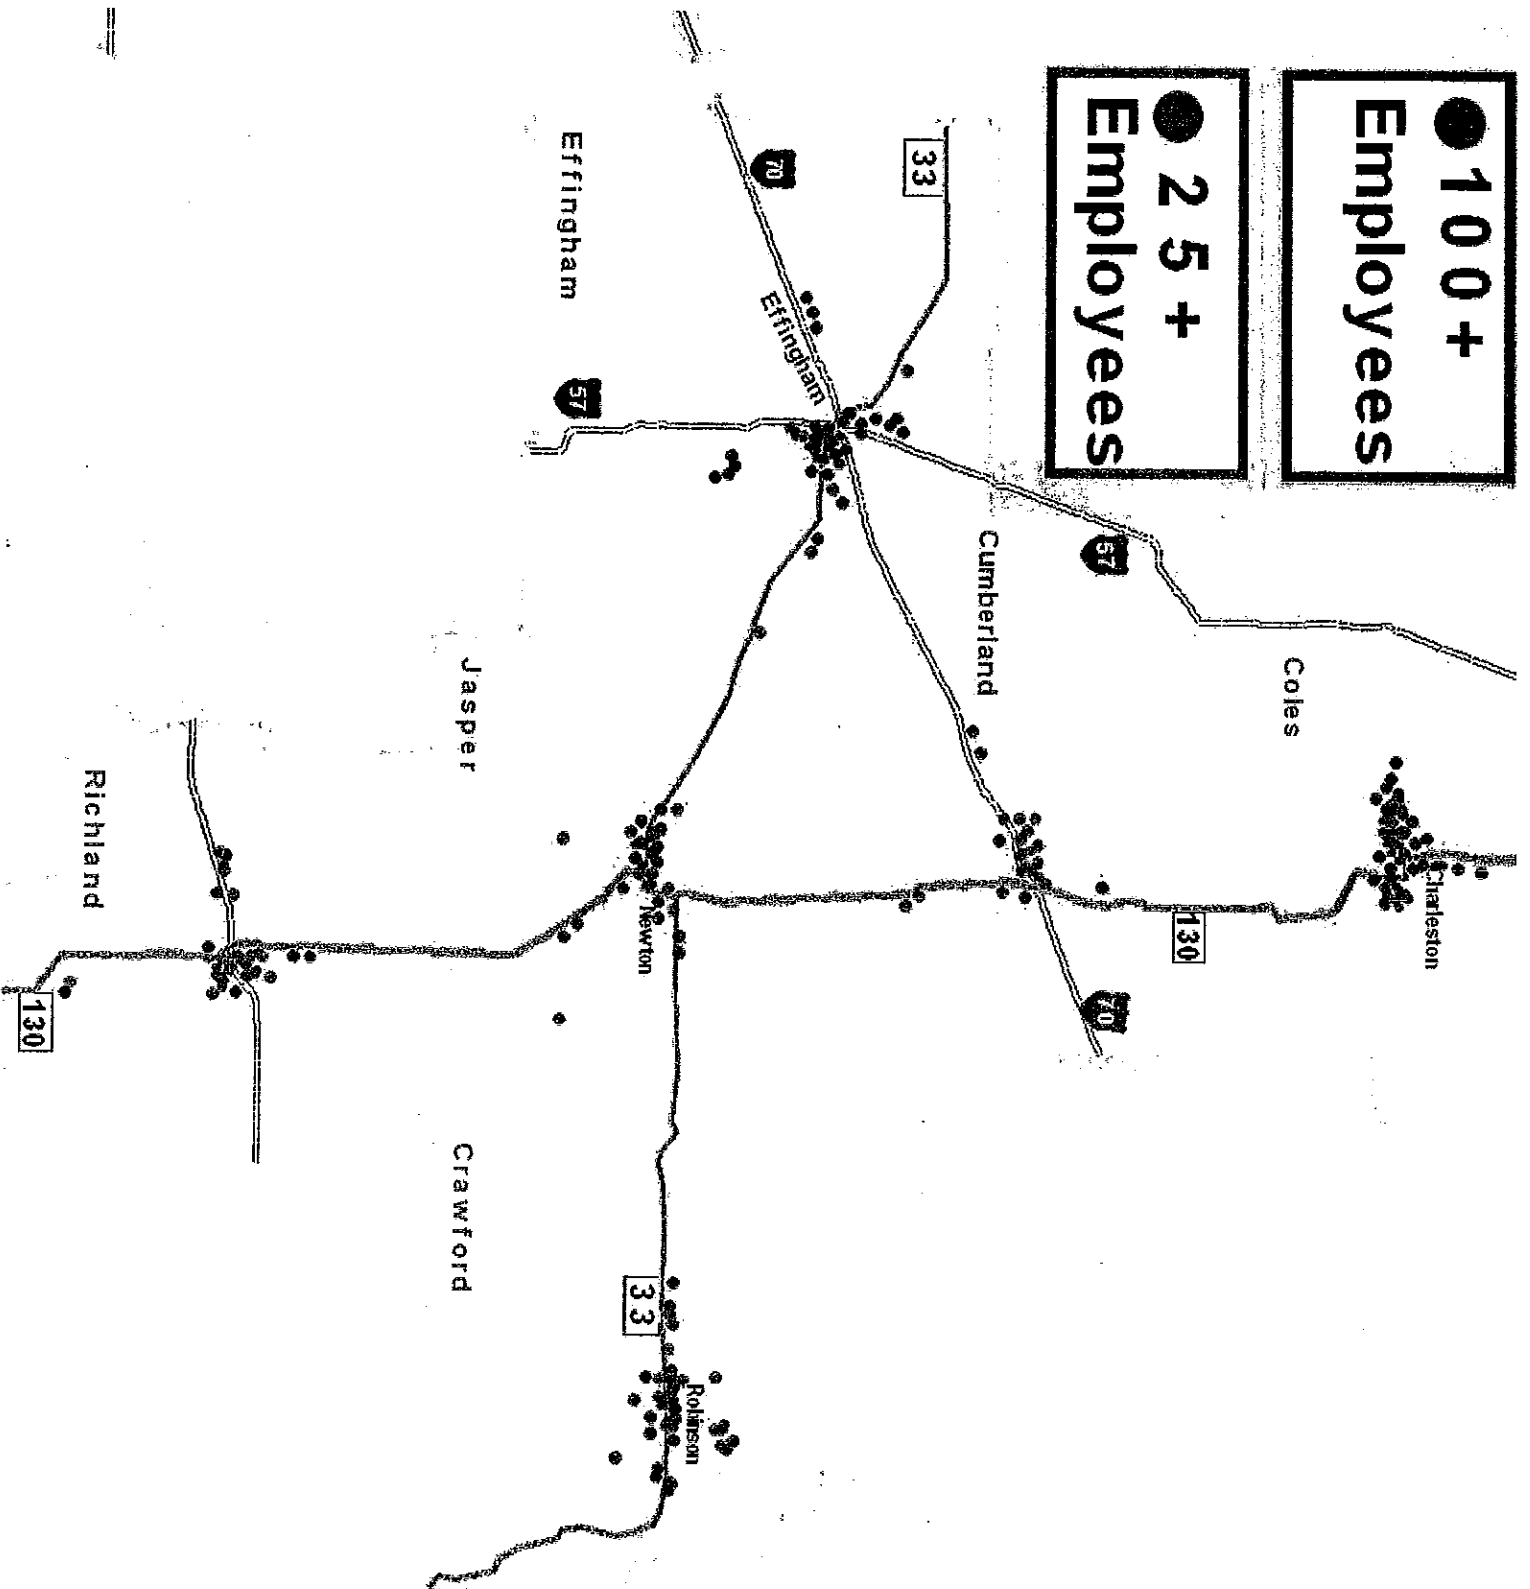 100+
Employees
25+
Employees
Charleston
Coles
130
57
70
Cumberland
33
Effingham
70
Robinson
Newton
33
57
Effingham
Jasper
Crawford
Richland
130